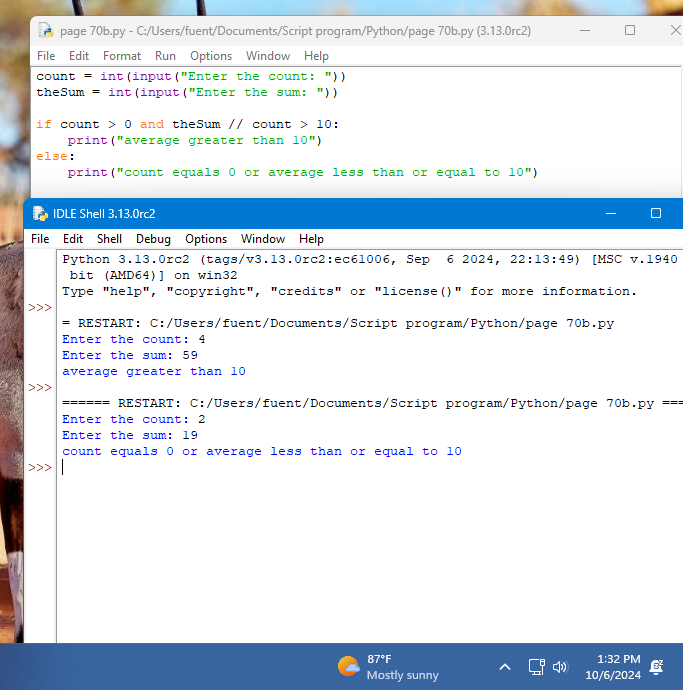 page 70b.py - C:/Users/fuent/Documents/Script program/Python/page 70b.py (3.13.0rc2)
File Edit Format Run Options Window Help
count = int(input("Enter the count: "))
theSum = int(input("Enter the sum: "))
if count > 0 and theSum // count > 10:
    print("average greater than 10")
else:
    print("count equals 0 or average less than or equal to 10")
IDLE Shell 3.13.0rc2
File Edit Shell Debug Options Window Help
Python 3.13.0rc2 (tags/v3.13.0rc2:ec61006, Sep  6 2024, 22:13:49) [MSC v.1940
 bit (AMD64)] on win32
Type "help", "copyright", "credits" or "license()" for more information.
>>>
= RESTART: C:/Users/fuent/Documents/Script program/Python/page 70b.py
Enter the count: 4
Enter the sum: 59
average greater than 10
>>>
====== RESTART: C:/Users/fuent/Documents/Script program/Python/page 70b.py ===
Enter the count: 2
Enter the sum: 19
count equals 0 or average less than or equal to 10
>>>
87°F
Mostly sunny
1:32 PM
10/6/2024